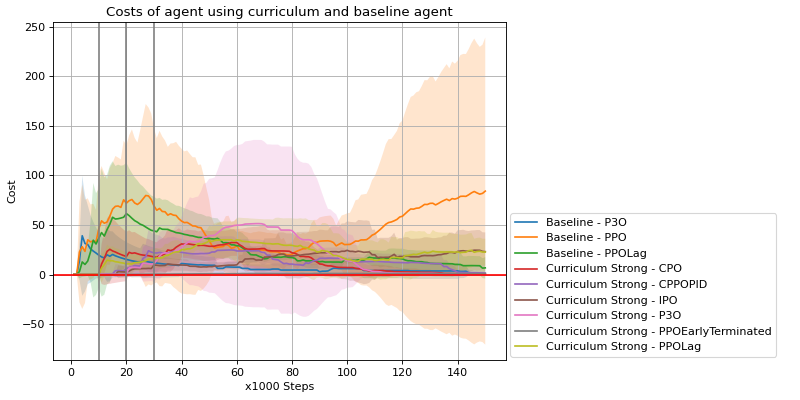 Costs of agent using curriculum and baseline agent
250
200
150
100
50
0
−50
Cost
0 20 40 60 80 100 120 140
x1000 Steps
Baseline - P3O
Baseline - PPO
Baseline - PPOLag
Curriculum Strong - CPO
Curriculum Strong - CPPOPID
Curriculum Strong - IPO
Curriculum Strong - P3O
Curriculum Strong - PPOEarlyTerminated
Curriculum Strong - PPOLag